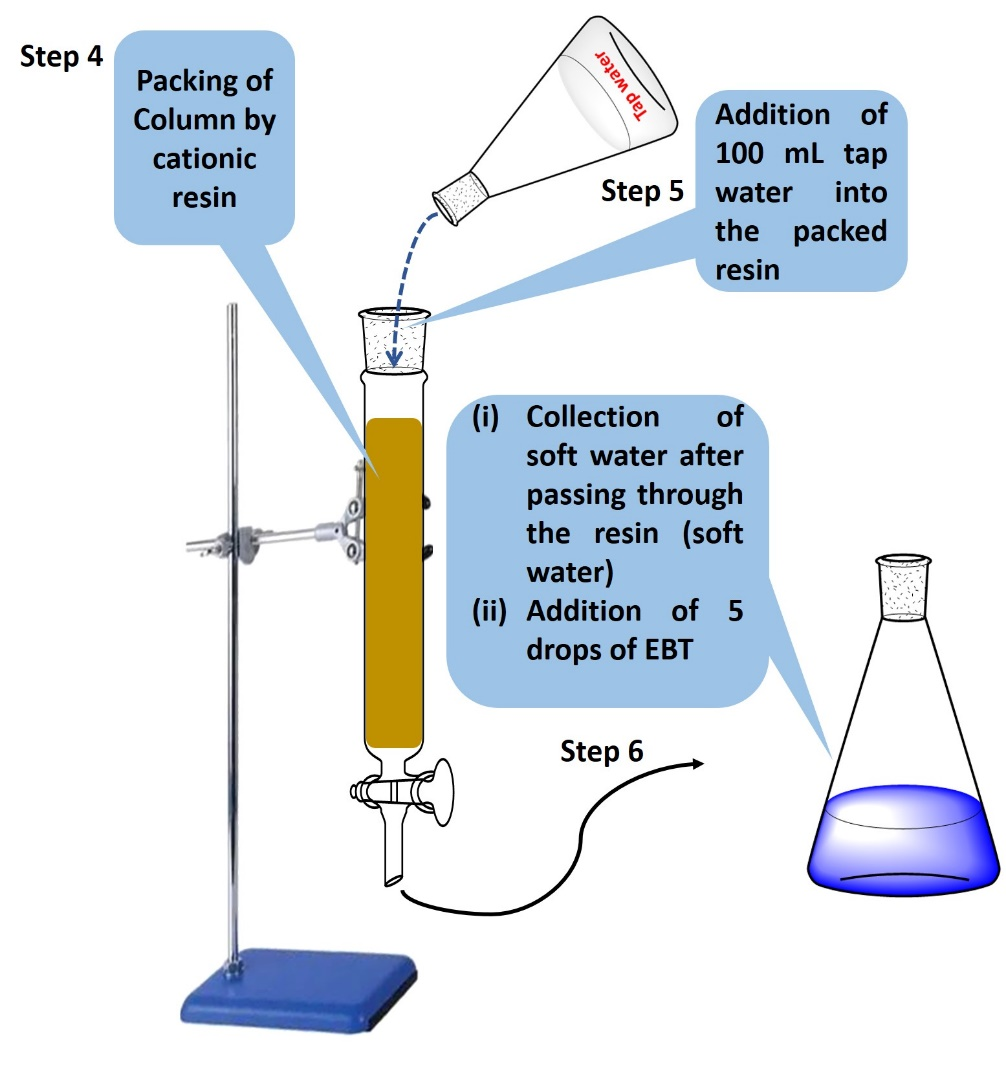 Step 4
Packing of
Column by
cationic
resin
Tap water
Step 5
Addition of
100 mL tap
water into
the packed
resin
(i) Collection of
soft water after
passing through
the resin (soft
water)
(ii) Addition of 5
drops of EBT
Step 6